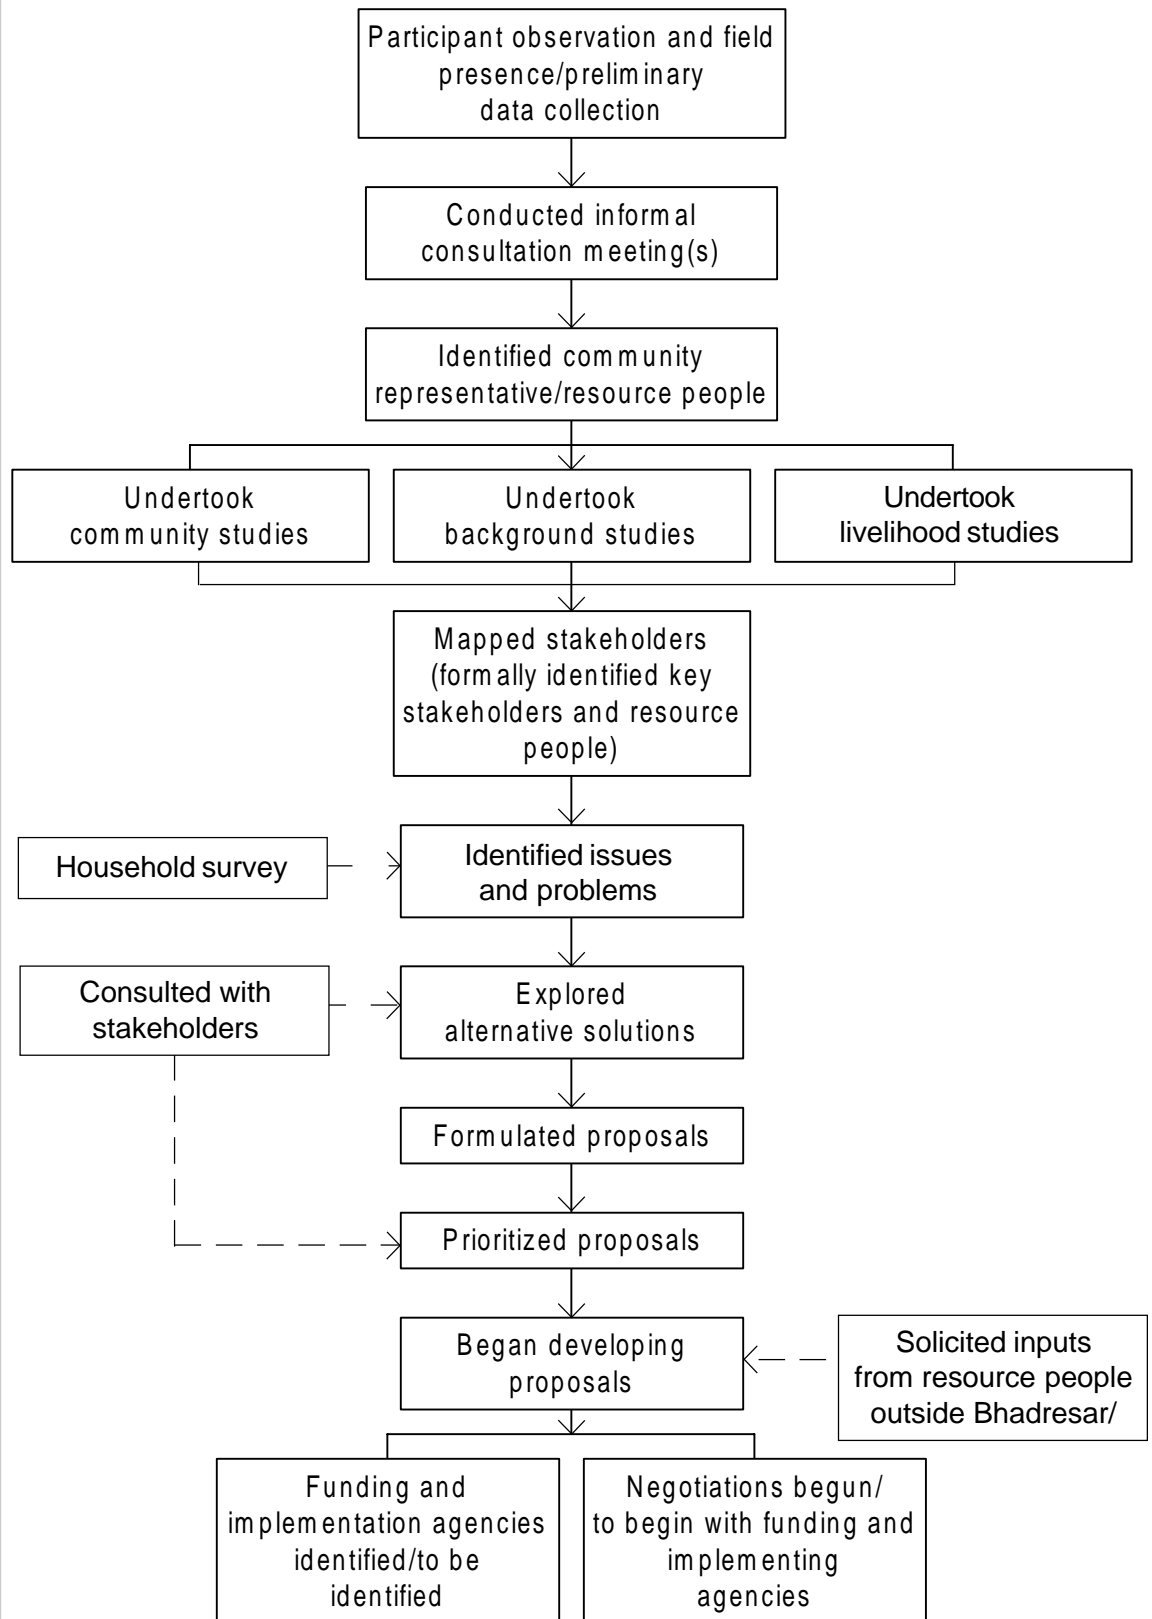 Participant observation and field
presence/preliminary
data collection
Conducted informal
consultation meeting(s)
Identified community
representative/resource people
Undertook
community studies
Undertook
background studies
Undertook
livelihood studies
Mapped stakeholders
(formally identified key
stakeholders and resource
people)
Household survey
Identified issues
and problems
Consulted with
stakeholders
Explored
alternative solutions
Formulated proposals
Prioritized proposals
Began developing
proposals
Solicited inputs
from resource people
outside Bhadresar/
Funding and
implementation agencies
identified/to be
identified
Negotiations begun/
to begin with funding and
implementing
agencies